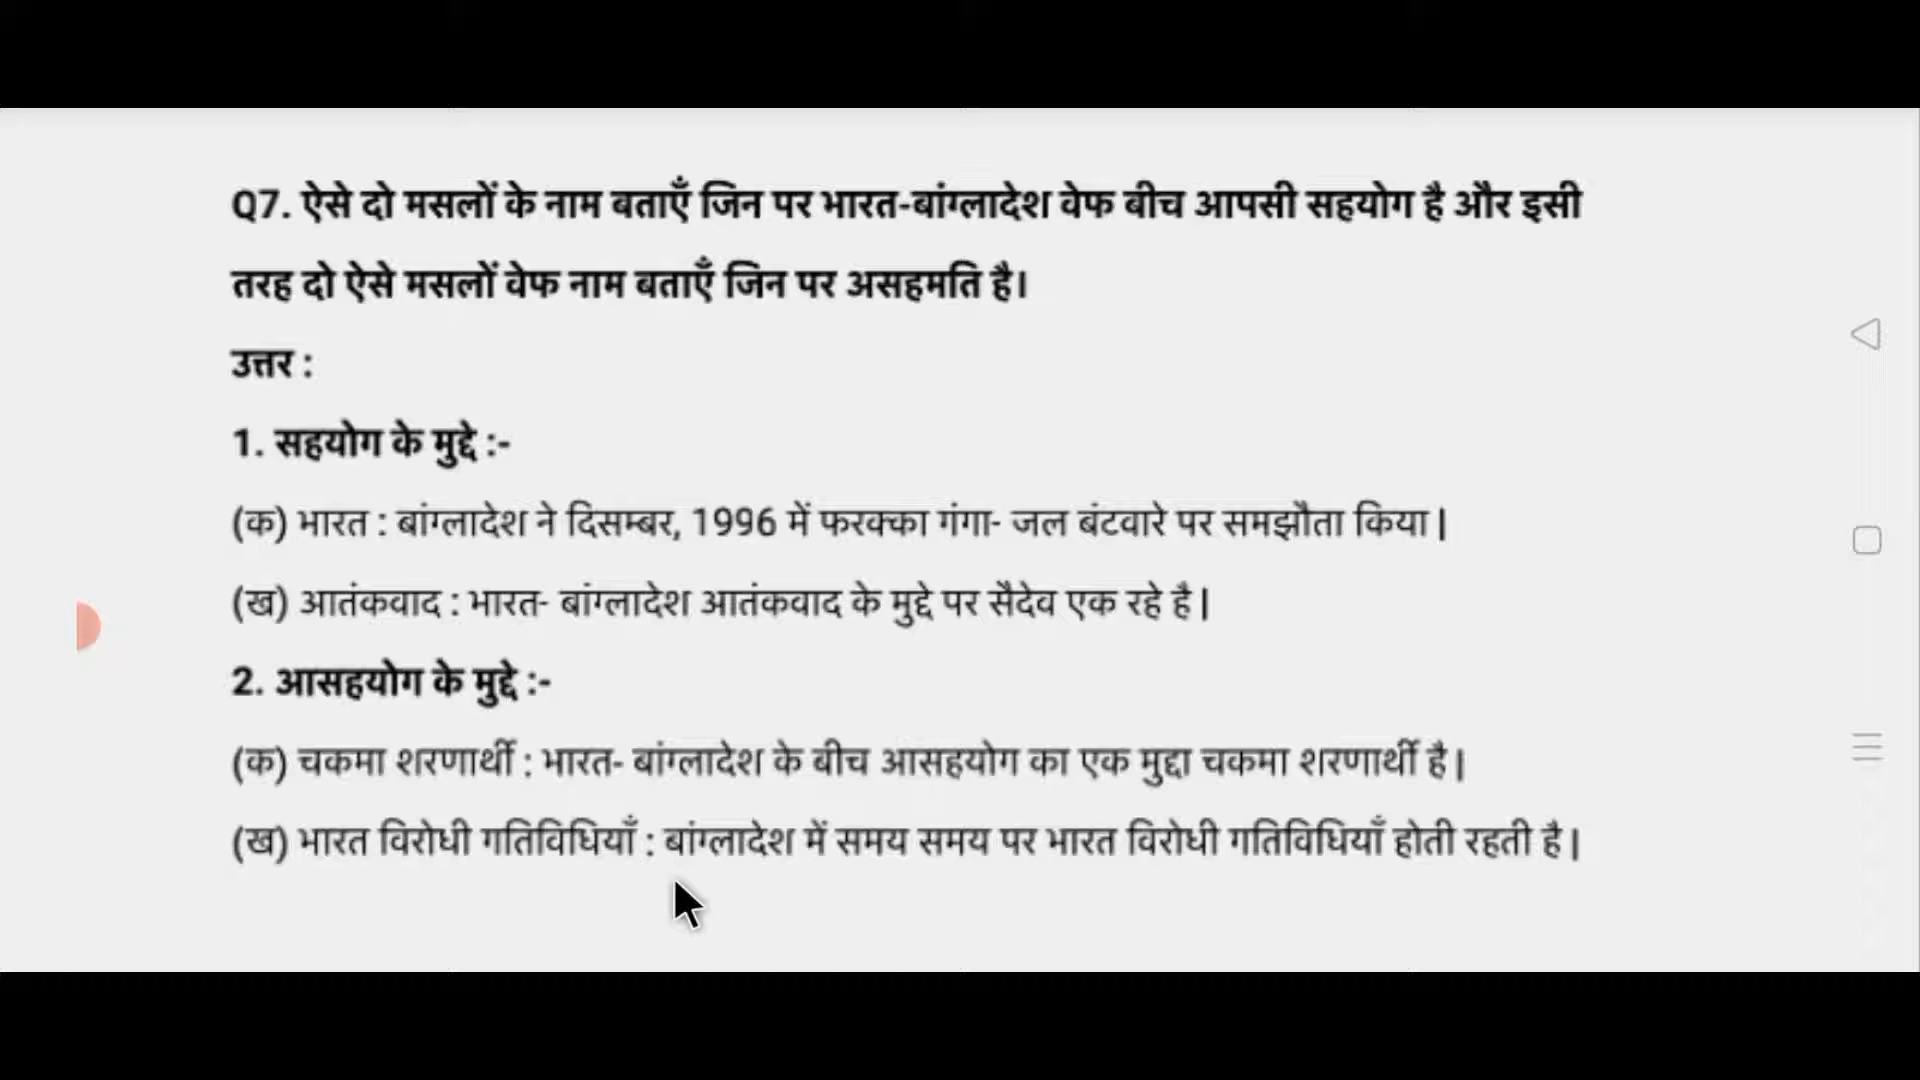 Q7. ऐसे दो मसलों के नाम बताएँ जिन पर भारत-बांग्लादेश वेफ बीच आपसी सहयोग है और इसी
तरह दो ऐसे मसलों वेफ नाम बताएँ जिन पर असहमति है।
उत्तर :
1. सहयोग के मुद्दे :-
(क) भारत : बांग्लादेश ने दिसम्बर, 1996 में फरक्का गंगा- जल बंटवारे पर समझौता किया |
(ख) आतंकवाद : भारत- बांग्लादेश आतंकवाद के मुद्दे पर सैदेव एक रहे है |
2. आसहयोग के मुद्दे :-
(क) चकमा शरणार्थी : भारत- बांग्लादेश के बीच आसहयोग का एक मुद्दा चकमा शरणार्थी है |
(ख) भारत विरोधी गतिविधियाँ : बांग्लादेश में समय समय पर भारत विरोधी गतिविधियाँ होती रहती है |